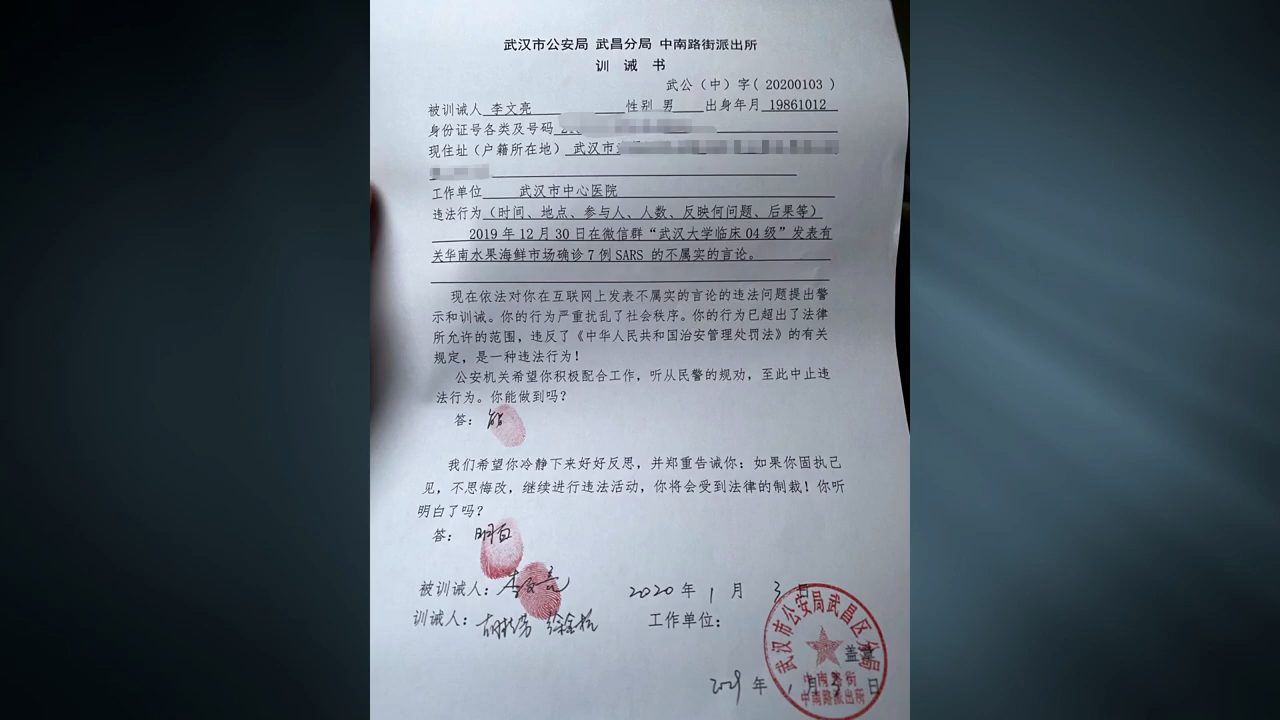 武汉市公安局 武昌分局 中南路街派出所
训 诫 书
武公（中）字( 20200103 )
被训诫人 李文亮 性别 男 出身年月 19861012
身份证号各类及号码
现住址（户籍所在地） 武汉市
工作单位 武汉市中心医院
违法行为（时间、地点、参与人、人数、反映何问题、后果等）
2019 年 12 月 30 日在微信群“武汉大学临床 04 级”发表有
关华南水果海鲜市场确诊 7 例 SARS 的不属实的言论。
现在依法对你在互联网上发表不属实的言论的违法问题提出警
示和训诫。你的行为严重扰乱了社会秩序。你的行为已超出了法律
所允许的范围，违反了《中华人民共和国治安管理处罚法》的有关
规定，是一种违法行为！
公安机关希望你积极配合工作，听从民警的规劝，至此中止违
法行为。你能做到吗？
答：能
我们希望你冷静下来好好反思，并郑重告诫你：如果你固执己
见，不思悔改，继续进行违法活动，你将会受到法律的制裁！你听
明白了吗？
答：明白
被训诫人：李文亮 2020 年 1 月 3 日
训诫人： 工作单位：
武汉市公安局武昌区分局
中南路街
中南路派出所
盖章
年 1 月 3 日